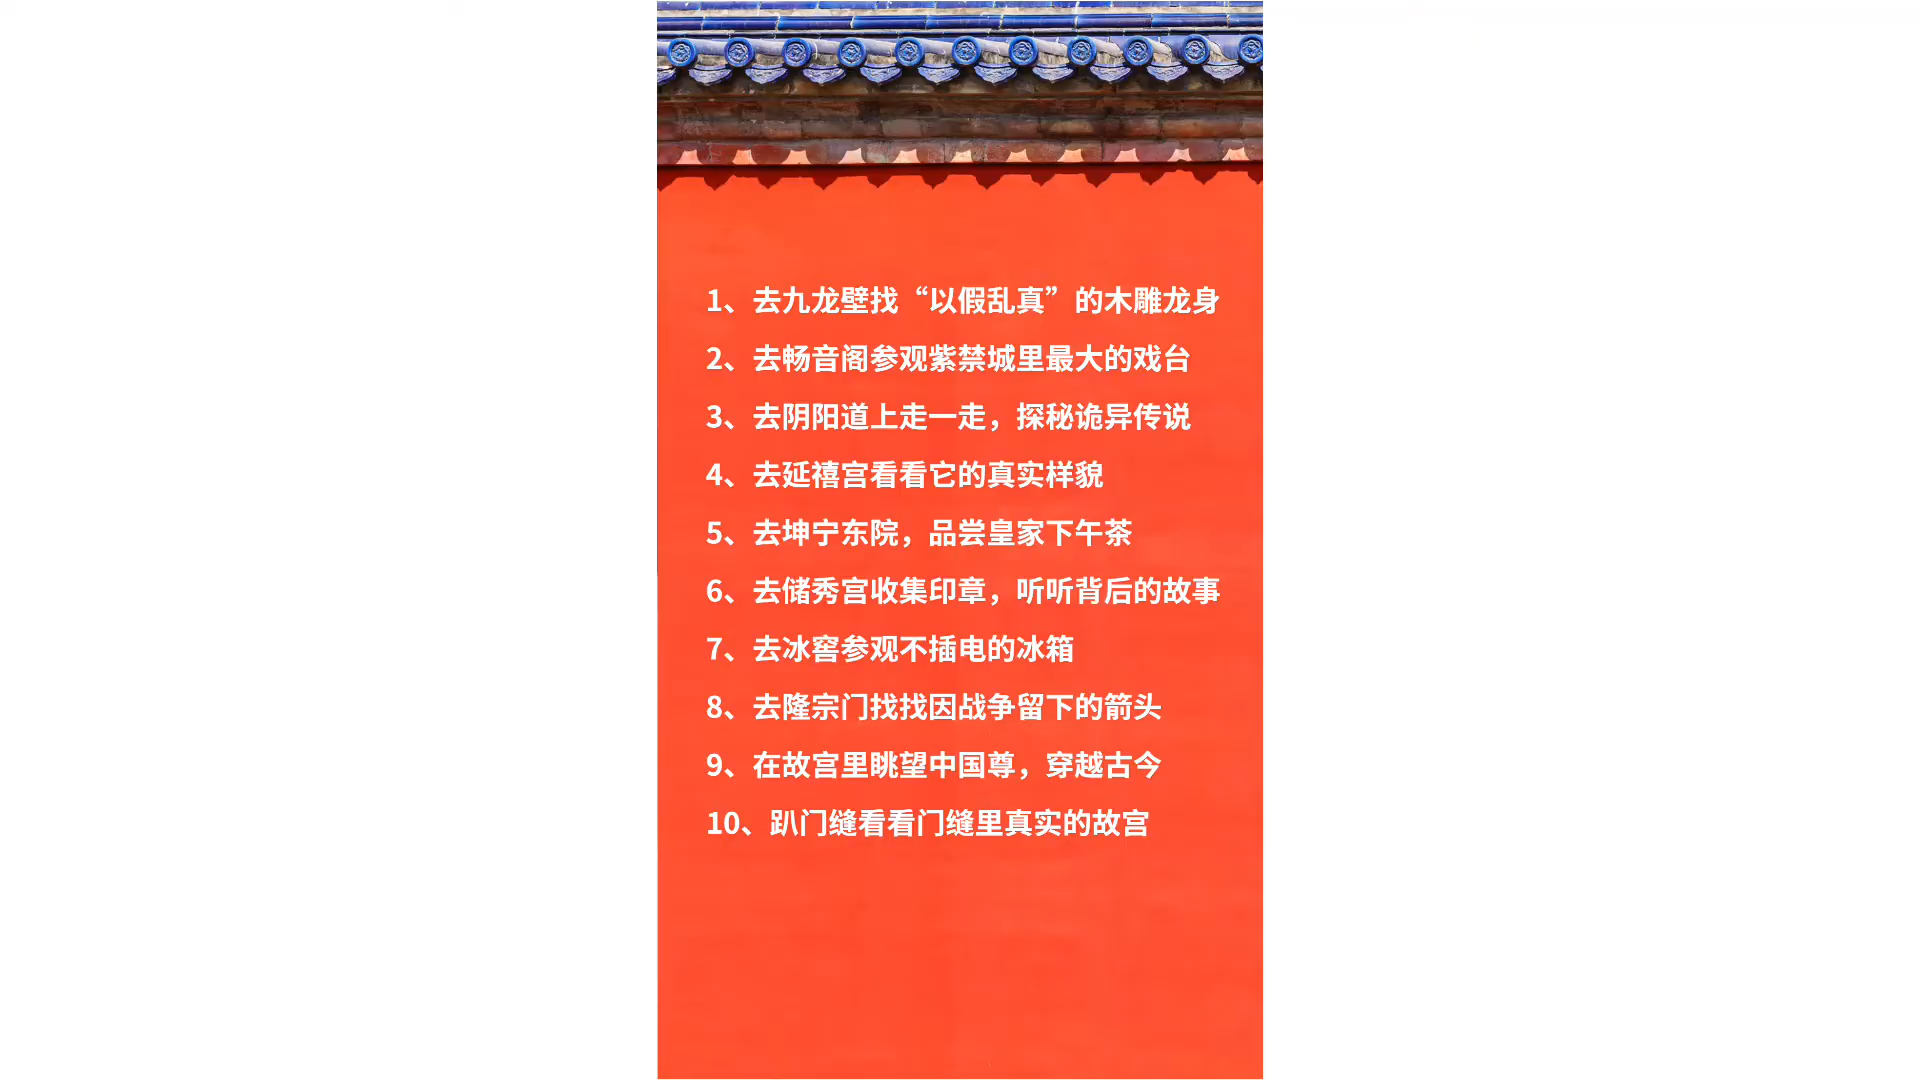 1、去九龙壁找“以假乱真”的木雕龙身
2、去畅音阁参观紫禁城里最大的戏台
3、去阴阳道上走一走，探秘诡异传说
4、去延禧宫看看它的真实样貌
5、去坤宁东院，品尝皇家下午茶
6、去储秀宫收集印章，听听背后的故事
7、去冰窖参观不插电的冰箱
8、去隆宗门找找因战争留下的箭头
9、在故宫里眺望中国尊，穿越古今
10、趴门缝看看门缝里真实的故宫